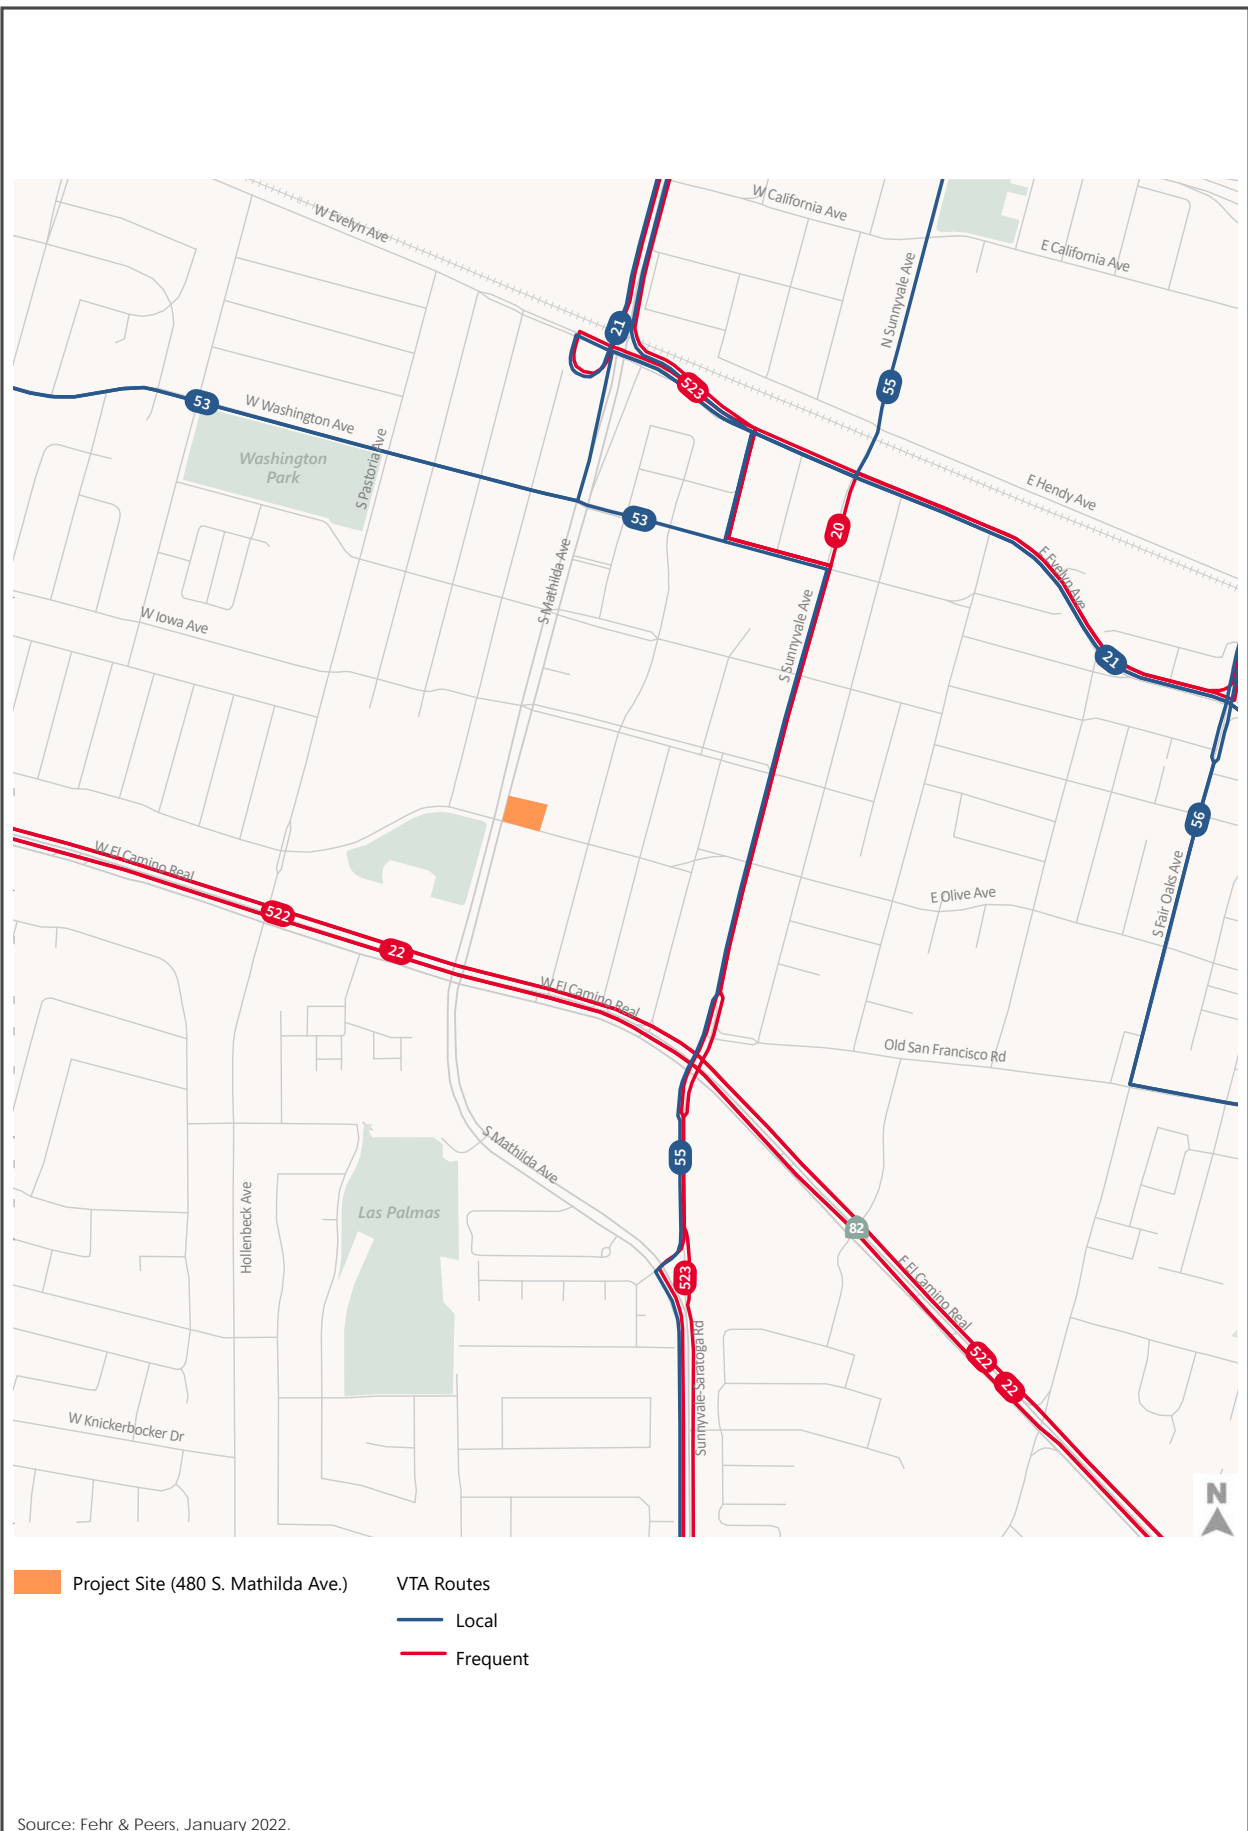 W California Ave
W Evelyn Ave
E California Ave
N Sunnyvale Ave
21
523
55
53
W Washington Ave
Washington
Park
S Pastoria Ave
E Hendy Ave
53
20
E Evelyn Ave
S Mathilda Ave
W Iowa Ave
S Sunnyvale Ave
21
56
W El Camino Real
E Olive Ave
S Fair Oaks Ave
522
22
W El Camino Real
Old San Francisco Rd
S Mathilda Ave
55
Hollenbeck Ave
Las Palmas
82
523
E El Camino Real
Sunnyvale-Saratoga Rd
522
22
W Knickerbocker Dr
N
Project Site (480 S. Mathilda Ave.)
VTA Routes
Local
Frequent
Source: Fehr & Peers, January 2022.